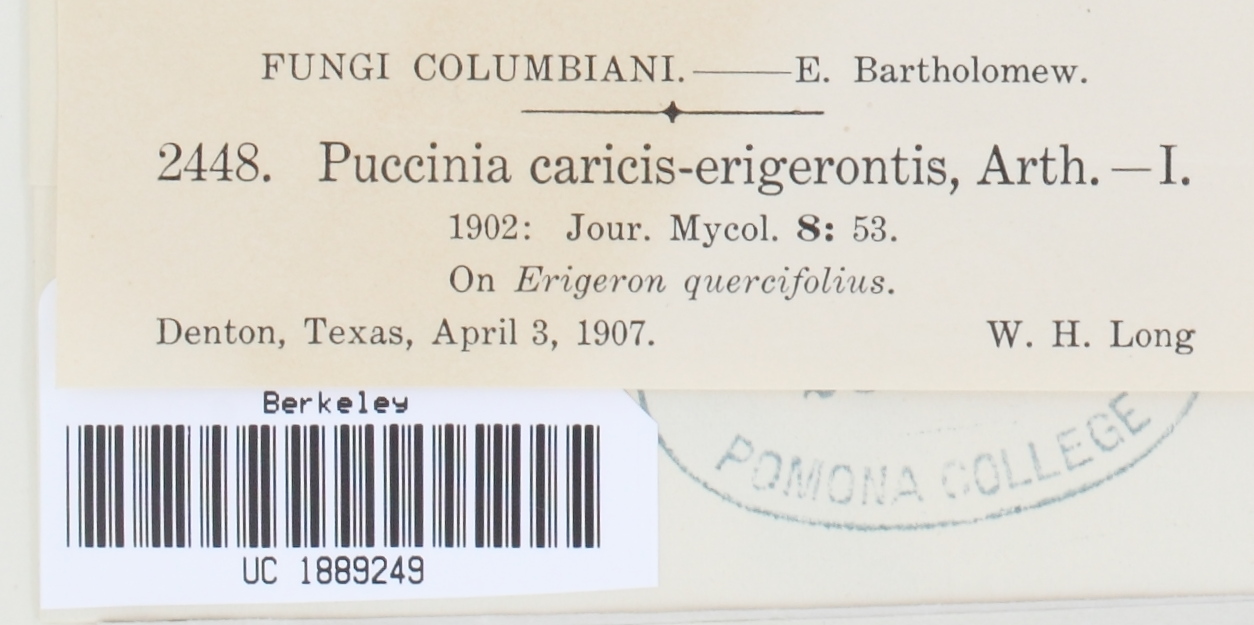 FUNGI COLUMBIANI.——E. Bartholomew.
2448. Puccinia caricis-erigerontis, Arth.—I.
1902: Jour. Mycol. 8: 53.
On Erigeron quercifolius.
Denton, Texas, April 3, 1907. W. H. Long
Berkeley
UC 1889249
POMONA COLLEGE